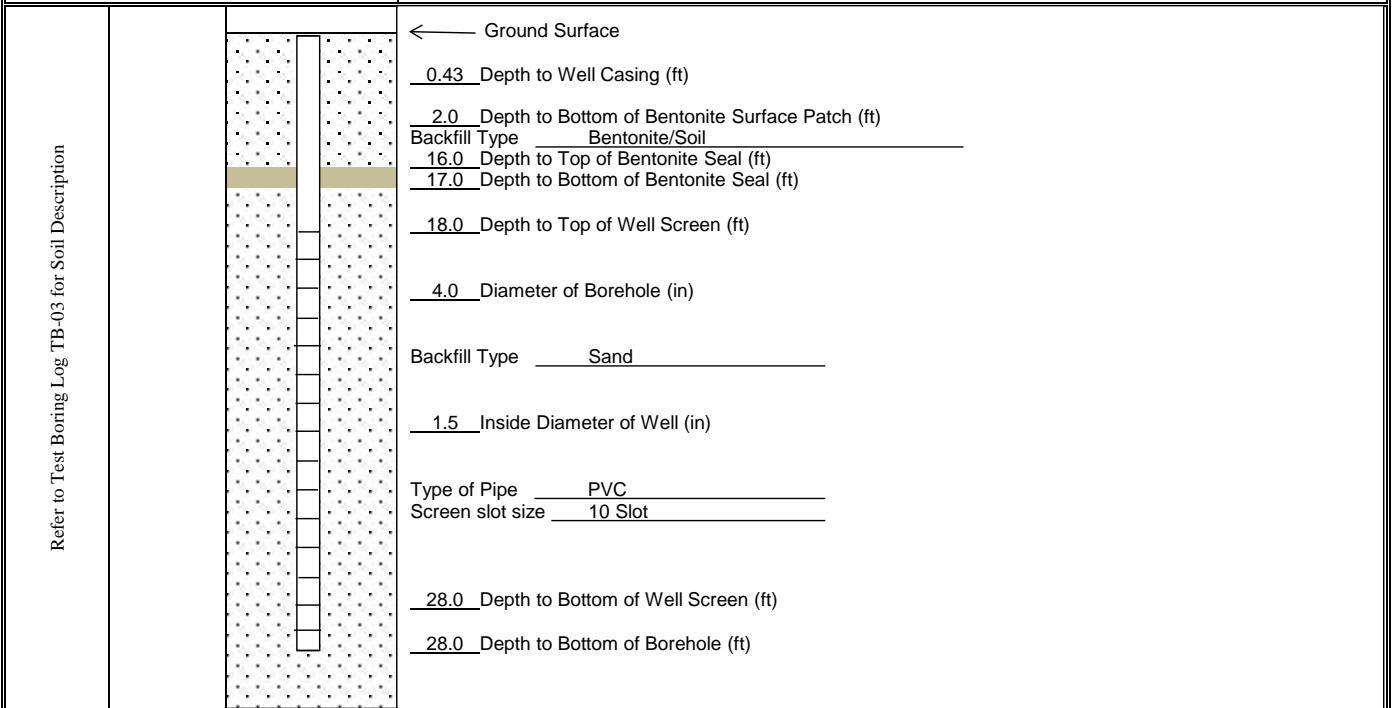 Refer to Test Boring Log TB-03 for Soil Description
Ground Surface
0.43 Depth to Well Casing (ft)
2.0 Depth to Bottom of Bentonite Surface Patch (ft)
Backfill Type Bentonite/Soil
16.0 Depth to Top of Bentonite Seal (ft)
17.0 Depth to Bottom of Bentonite Seal (ft)
18.0 Depth to Top of Well Screen (ft)
4.0 Diameter of Borehole (in)
Backfill Type Sand
1.5 Inside Diameter of Well (in)
Type of Pipe PVC
Screen slot size 10 Slot
28.0 Depth to Bottom of Well Screen (ft)
28.0 Depth to Bottom of Borehole (ft)